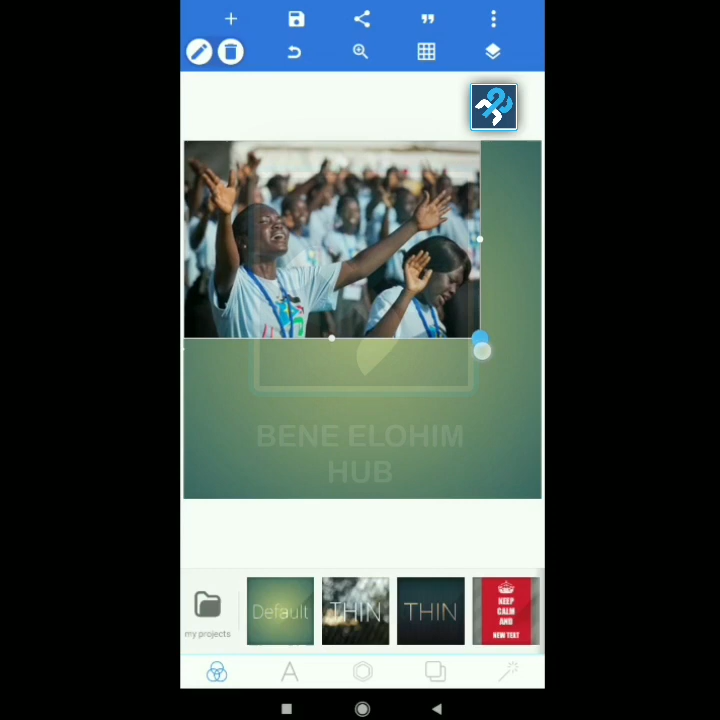 BENE ELOHIM
HUB
my projects
Default
THIN
THIN
KEEP
CALM
AND
NEW TEXT